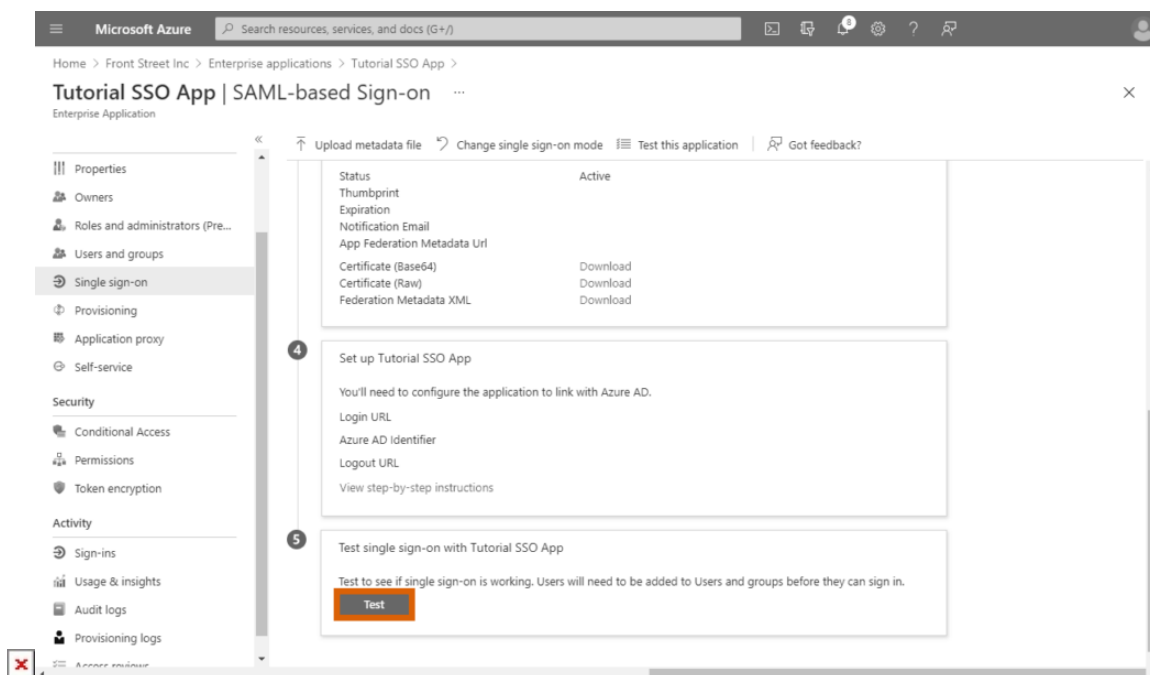 Microsoft Azure
Search resources, services, and docs (G+/)
8
Home > Front Street Inc > Enterprise applications > Tutorial SSO App >
Tutorial SSO App | SAML-based Sign-on ...
Enterprise Application
Upload metadata file Change single sign-on mode Test this application Got feedback?
Properties
Owners
Roles and administrators (Pre...
Users and groups
Single sign-on
Provisioning
Application proxy
Self-service
Security
Conditional Access
Permissions
Token encryption
Activity
Sign-ins
Usage & insights
Audit logs
Provisioning logs
Access reviews
Status Active
Thumbprint
Expiration
Notification Email
App Federation Metadata Url
Certificate (Base64) Download
Certificate (Raw) Download
Federation Metadata XML Download
4
Set up Tutorial SSO App
You'll need to configure the application to link with Azure AD.
Login URL
Azure AD Identifier
Logout URL
View step-by-step instructions
5
Test single sign-on with Tutorial SSO App
Test to see if single sign-on is working. Users will need to be added to Users and groups before they can sign in.
Test